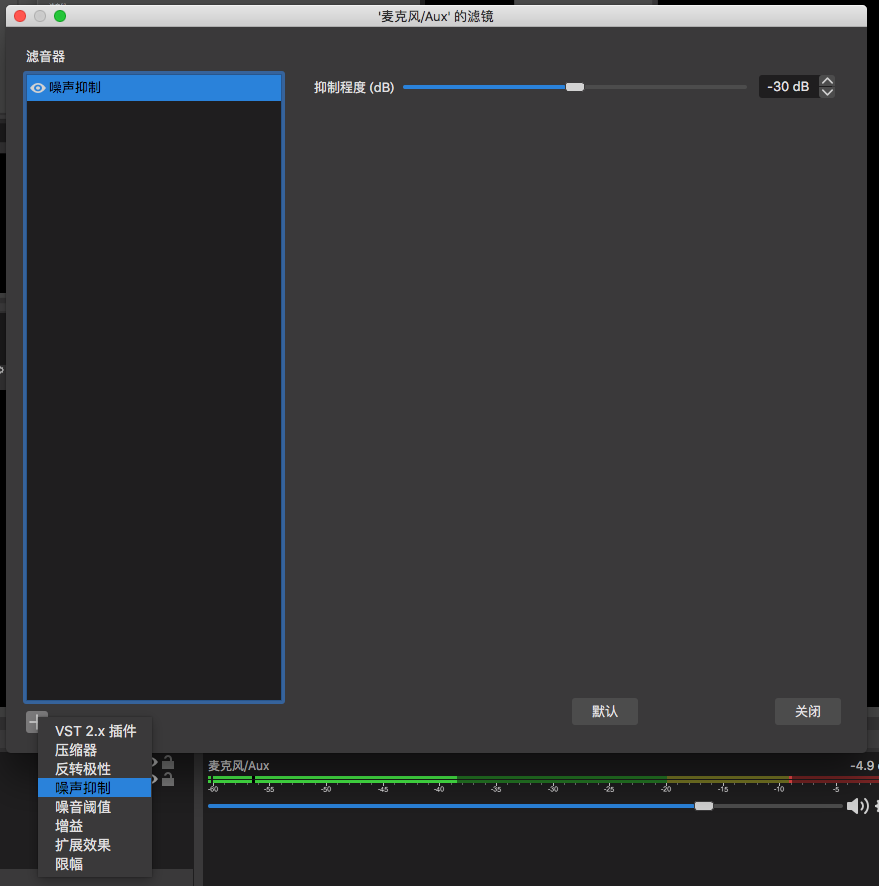 '麦克风/Aux' 的滤镜
滤音器
噪声抑制
抑制程度 (dB)
-30 dB
默认
关闭
VST 2.x 插件
压缩器
反转极性
噪声抑制
噪音阈值
增益
扩展效果
限幅
麦克风/Aux
-4.9
-60 -55 -50 -45 -40 -35 -30 -25 -20 -15 -10 -5